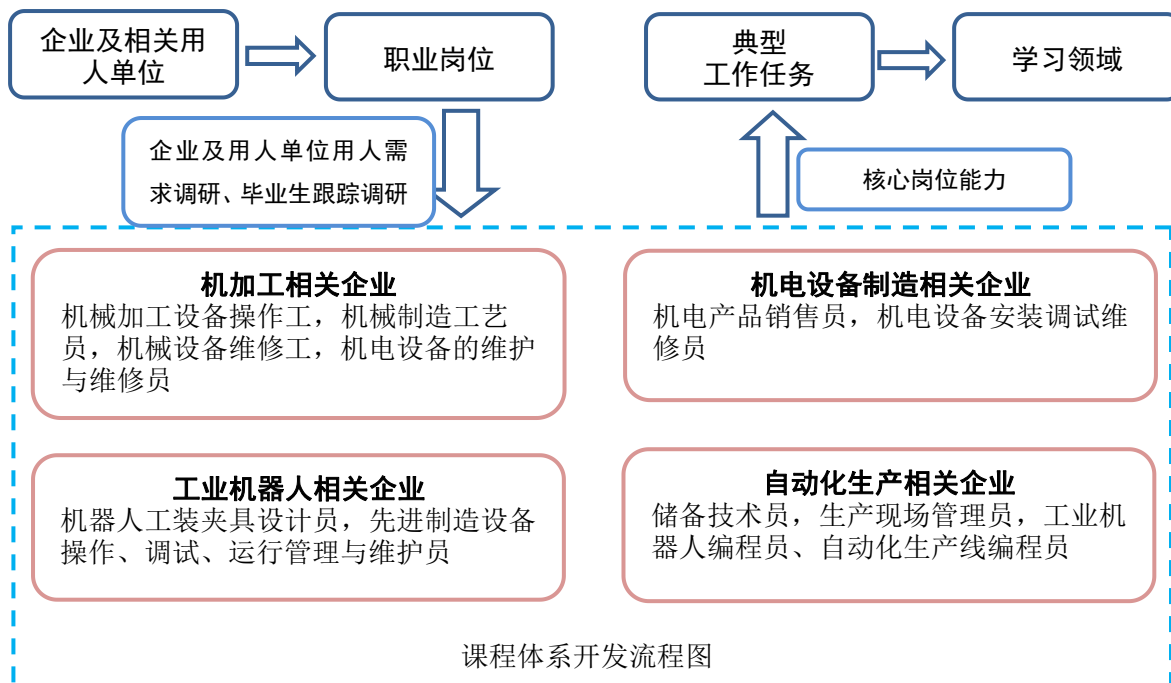 企业及相关用
人单位
职业岗位
典型
工作任务
学习领域
企业及用人单位用人需
求调研、毕业生跟踪调研
核心岗位能力
机加工相关企业
机械加工设备操作工，机械制造工艺
员，机械设备维修工，机电设备的维护
与维修员
机电设备制造相关企业
机电产品销售员，机电设备安装调试维
修员
工业机器人相关企业
机器人工装夹具设计员，先进制造设备
操作、调试、运行管理与维护员
自动化生产相关企业
储备技术员，生产现场管理员，工业机
器人编程员、自动化生产线编程员
课程体系开发流程图